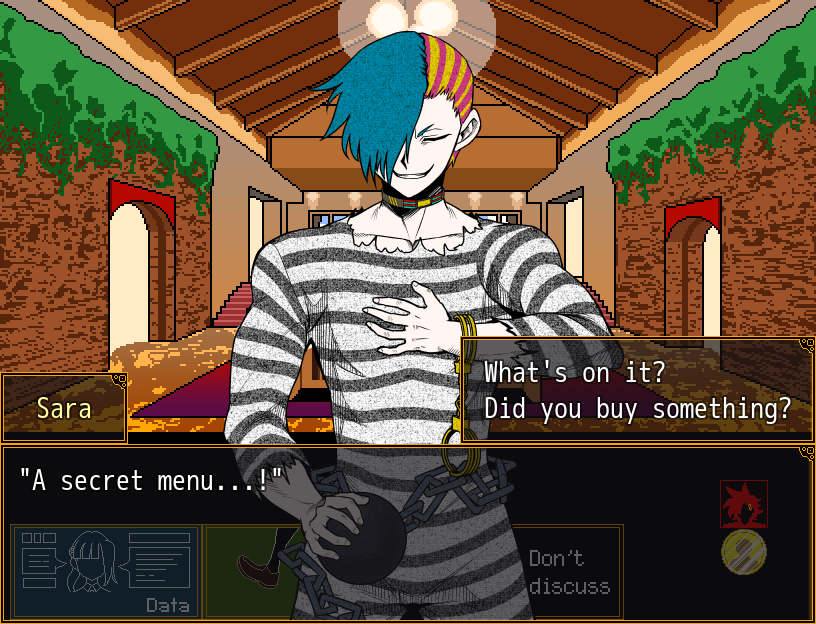 What's on it?
Did you buy something?
Sara
"A secret menu...!"
Data
Don't
discuss